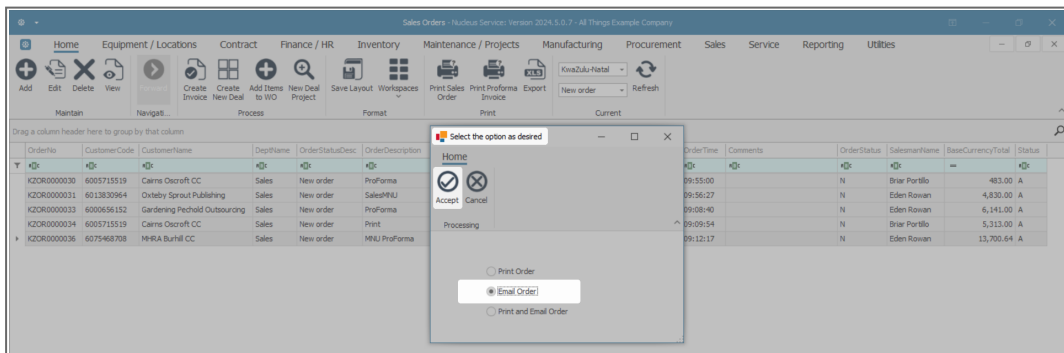 Sales Orders - Nucleus Service: Version 2024.5.0.7 - All Things Example Company
Home Equipment / Locations Contract Finance / HR Inventory Maintenance / Projects Manufacturing Procurement Sales Service Reporting Utilities
Add Edit Delete View Forward Create Invoice Create New Deal Add Items to WO New Deal Project Save Layout Workspaces Print Sales Order Print Proforma Invoice XLS Export KwaZulu-Natal New order Refresh
Maintain Navigati... Process Format Print Current
Drag a column header here to group by that column
OrderNo CustomerCode CustomerName DeptName OrderStatusDesc OrderDescription OrderTime Comments OrderStatus SalesmanName BaseCurrencyTotal Status
KZOR0000030 6005715519 Cairns Oscroft CC Sales New order ProForma 09:55:00 N Briar Portillo 483.00 A
KZOR0000031 6013830964 Oxteby Sprout Publishing Sales New order SalesMNU 09:56:27 N Eden Rowan 4,830.00 A
KZOR0000033 6000656152 Gardening Pechold Outsourcing Sales New order ProForma 09:08:40 N Eden Rowan 6,141.00 A
KZOR0000034 6005715519 Cairns Oscroft CC Sales New order Print 09:09:54 N Briar Portillo 5,313.00 A
KZOR0000036 6075468708 MHRA Burhill CC Sales New order MNU ProForma 09:12:17 N Eden Rowan 13,700.64 A
Select the option as desired
Home
Accept Cancel
Processing
Print Order
Email Order
Print and Email Order